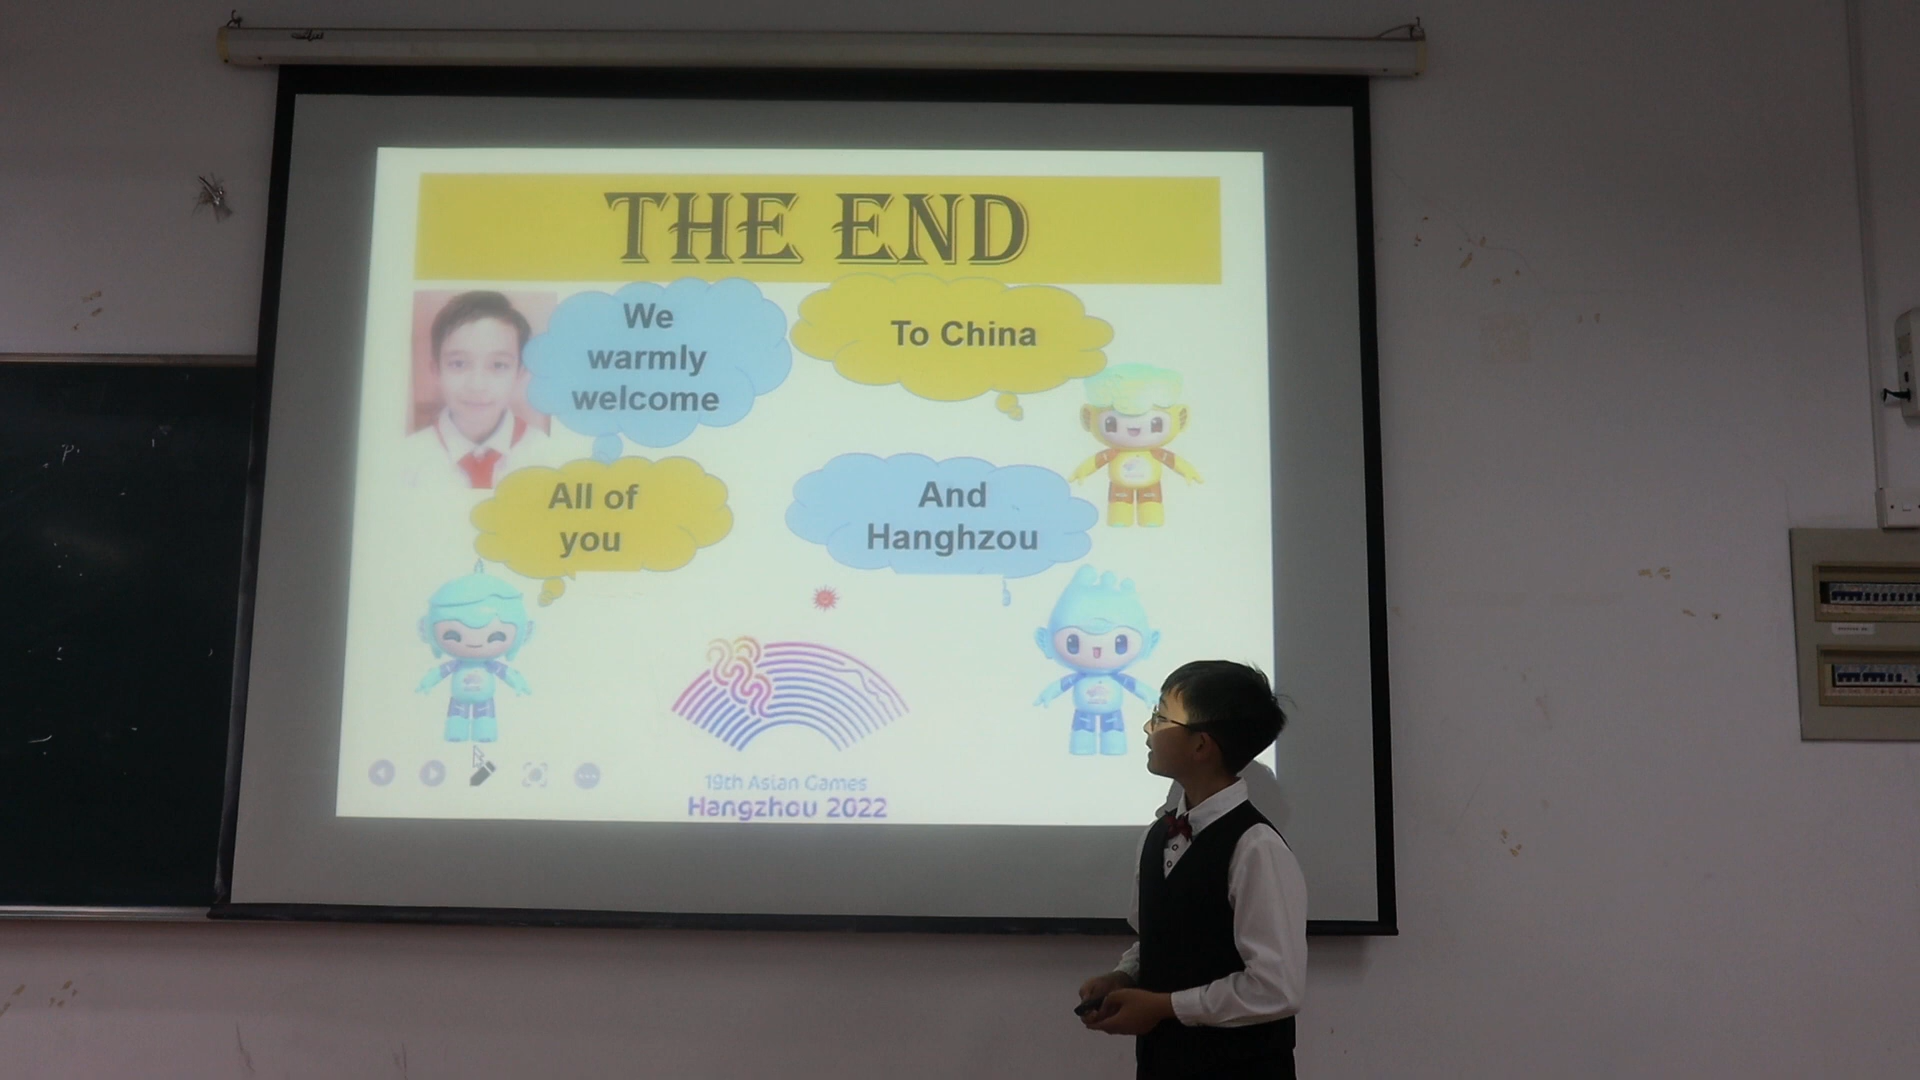 THE END
We
warmly
welcome
To China
All of
you
And
Hanghzou
19th Asian Games
Hangzhou 2022